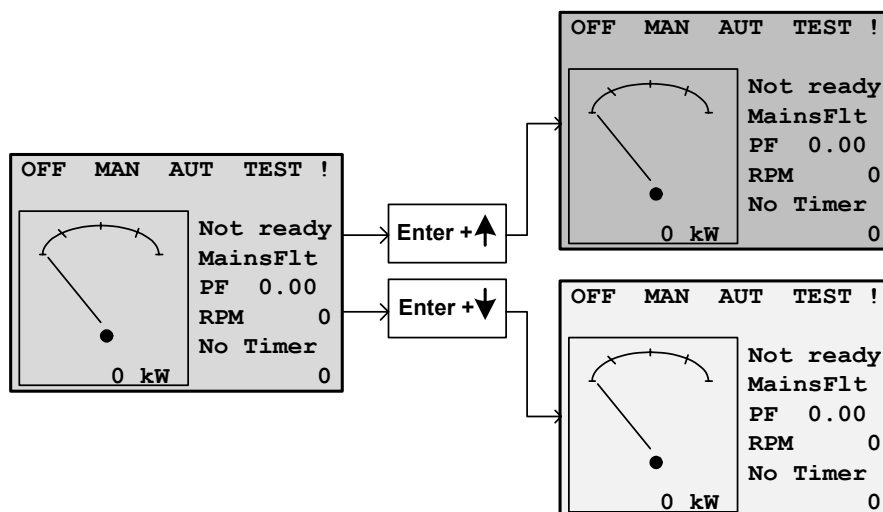 OFF MAN AUT TEST !
Not ready
MainsFlt
PF 0.00
RPM 0
No Timer
0 kW 0
Enter +
Enter +
OFF MAN AUT TEST !
Not ready
MainsFlt
PF 0.00
RPM 0
No Timer
0 kW 0
OFF MAN AUT TEST !
Not ready
MainsFlt
PF 0.00
RPM 0
No Timer
0 kW 0